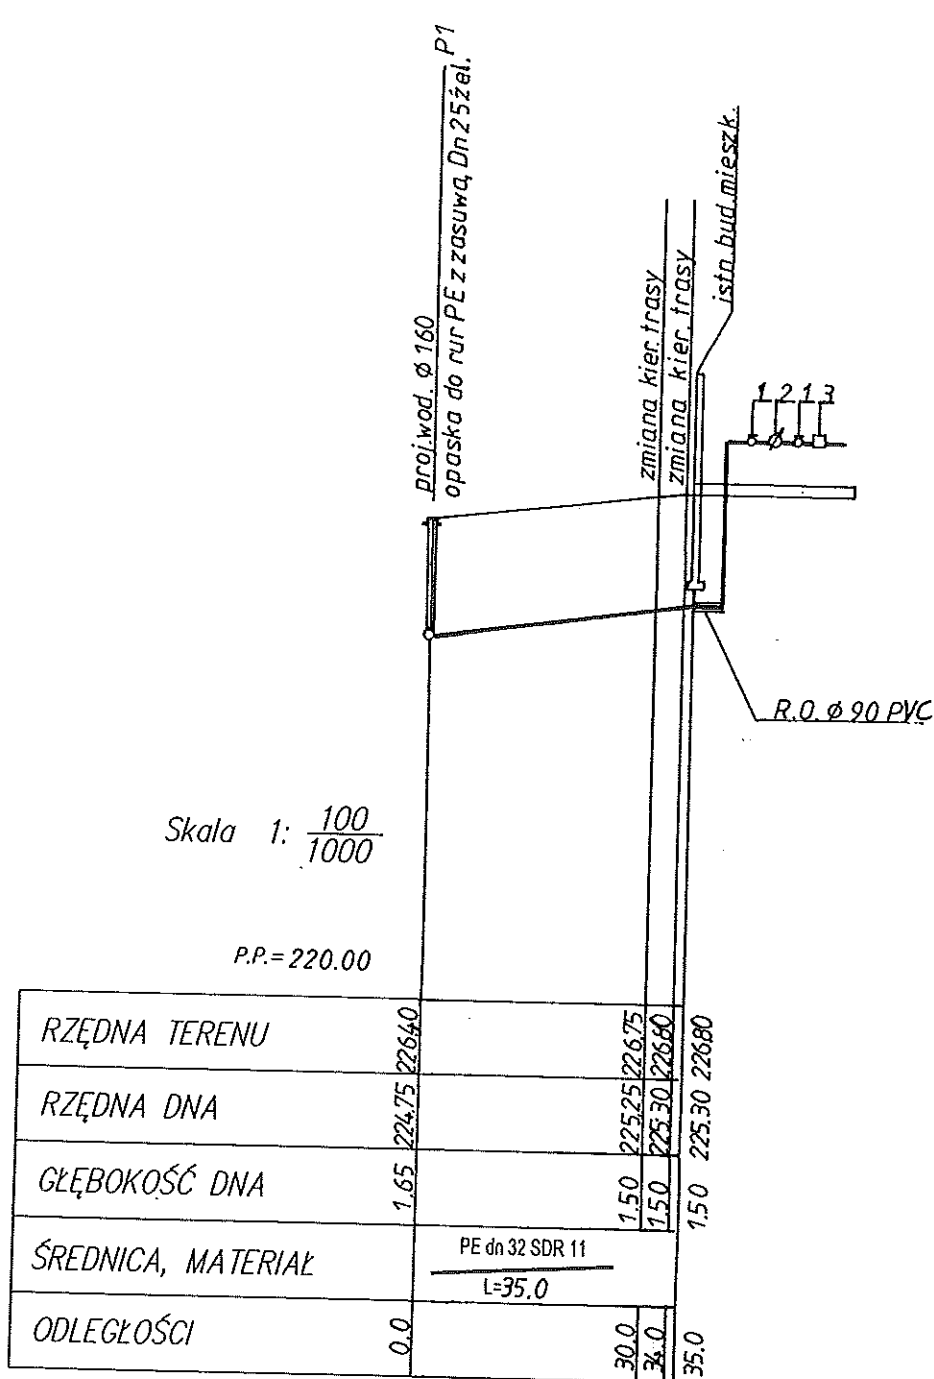 P1
proj.wod. ø 160
opaska do rur PE z zasuwą Dn25żel.
zmiana kier. trasy
zmiana kier. trasy
istn. bud. mieszk.
1 2 1 3
R.O. ø 90 PVC
Skala 1: 100
1000
P.P.= 220.00
RZĘDNA TERENU 226.40 226.75 226.80 226.80
RZĘDNA DNA 224.75 225.25 225.30 225.30
GŁĘBOKOŚĆ DNA 1.65 1.50 1.50 1.50
ŚREDNICA, MATERIAŁ PE dn 32 SDR 11
L=35.0
ODLEGŁOŚCI 0.0 30.0 34.0 35.0